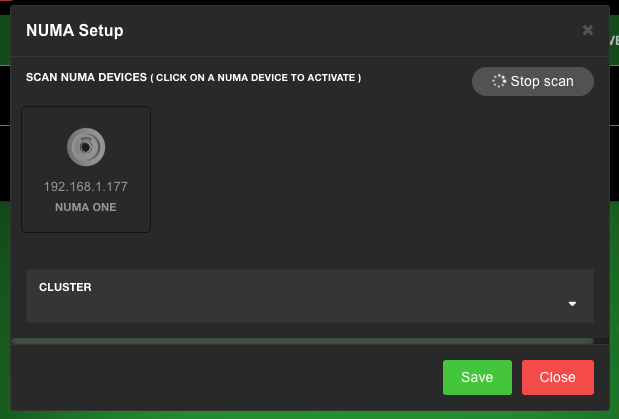 NUMA Setup
SCAN NUMA DEVICES ( CLICK ON A NUMA DEVICE TO ACTIVATE )
Stop scan
192.168.1.177
NUMA ONE
CLUSTER
Save
Close